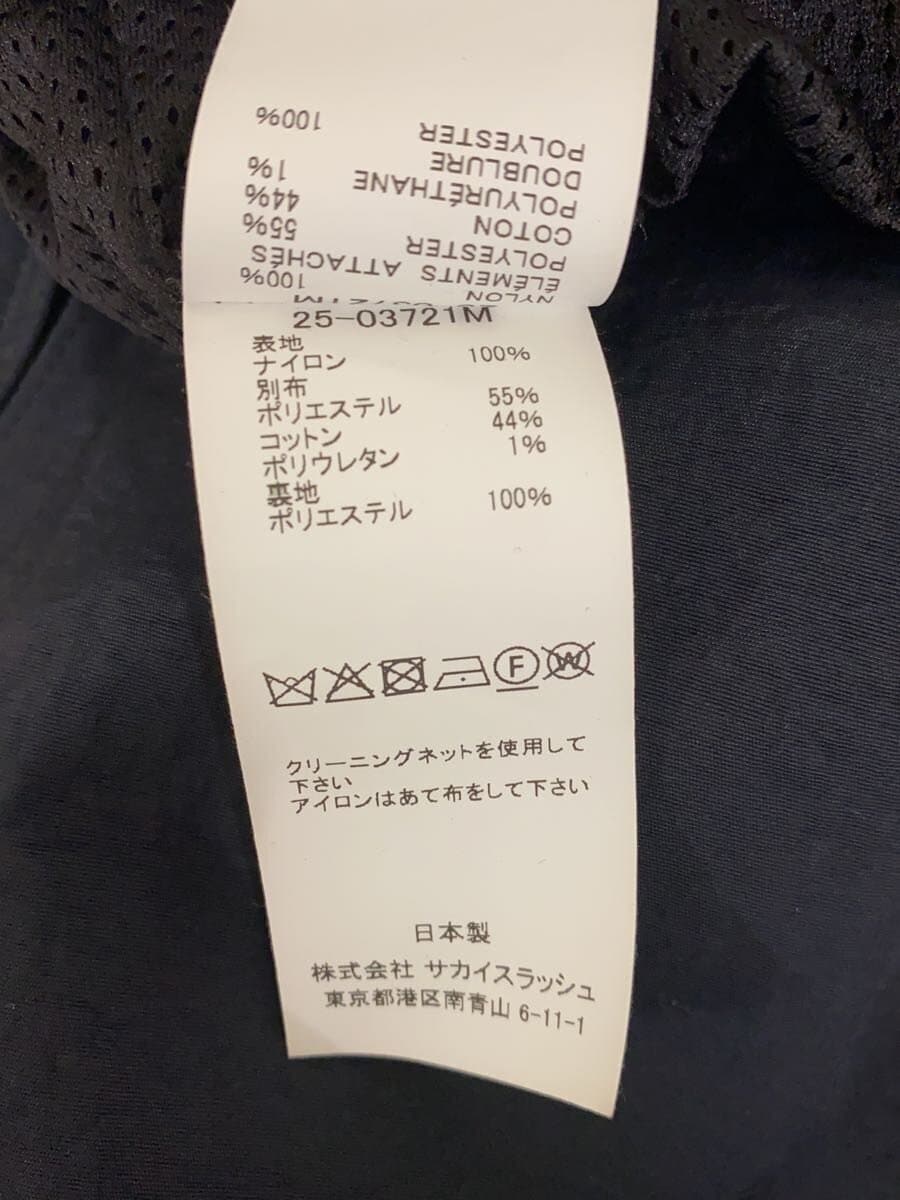 NYLON 100%
ÉLÉMENTS ATTACHÉS
POLYESTER 55%
COTON 44%
POLYURÉTHANE 1%
DOUBLURE
POLYESTER 100%
25-03721M
表地
ナイロン 100%
別布
ポリエステル 55%
コットン 44%
ポリウレタン 1%
裏地
ポリエステル 100%
F W
クリーニングネットを使用して
下さい
アイロンはあて布をして下さい
日本製
株式会社 サカイスラッシュ
東京都港区南青山 6-11-1